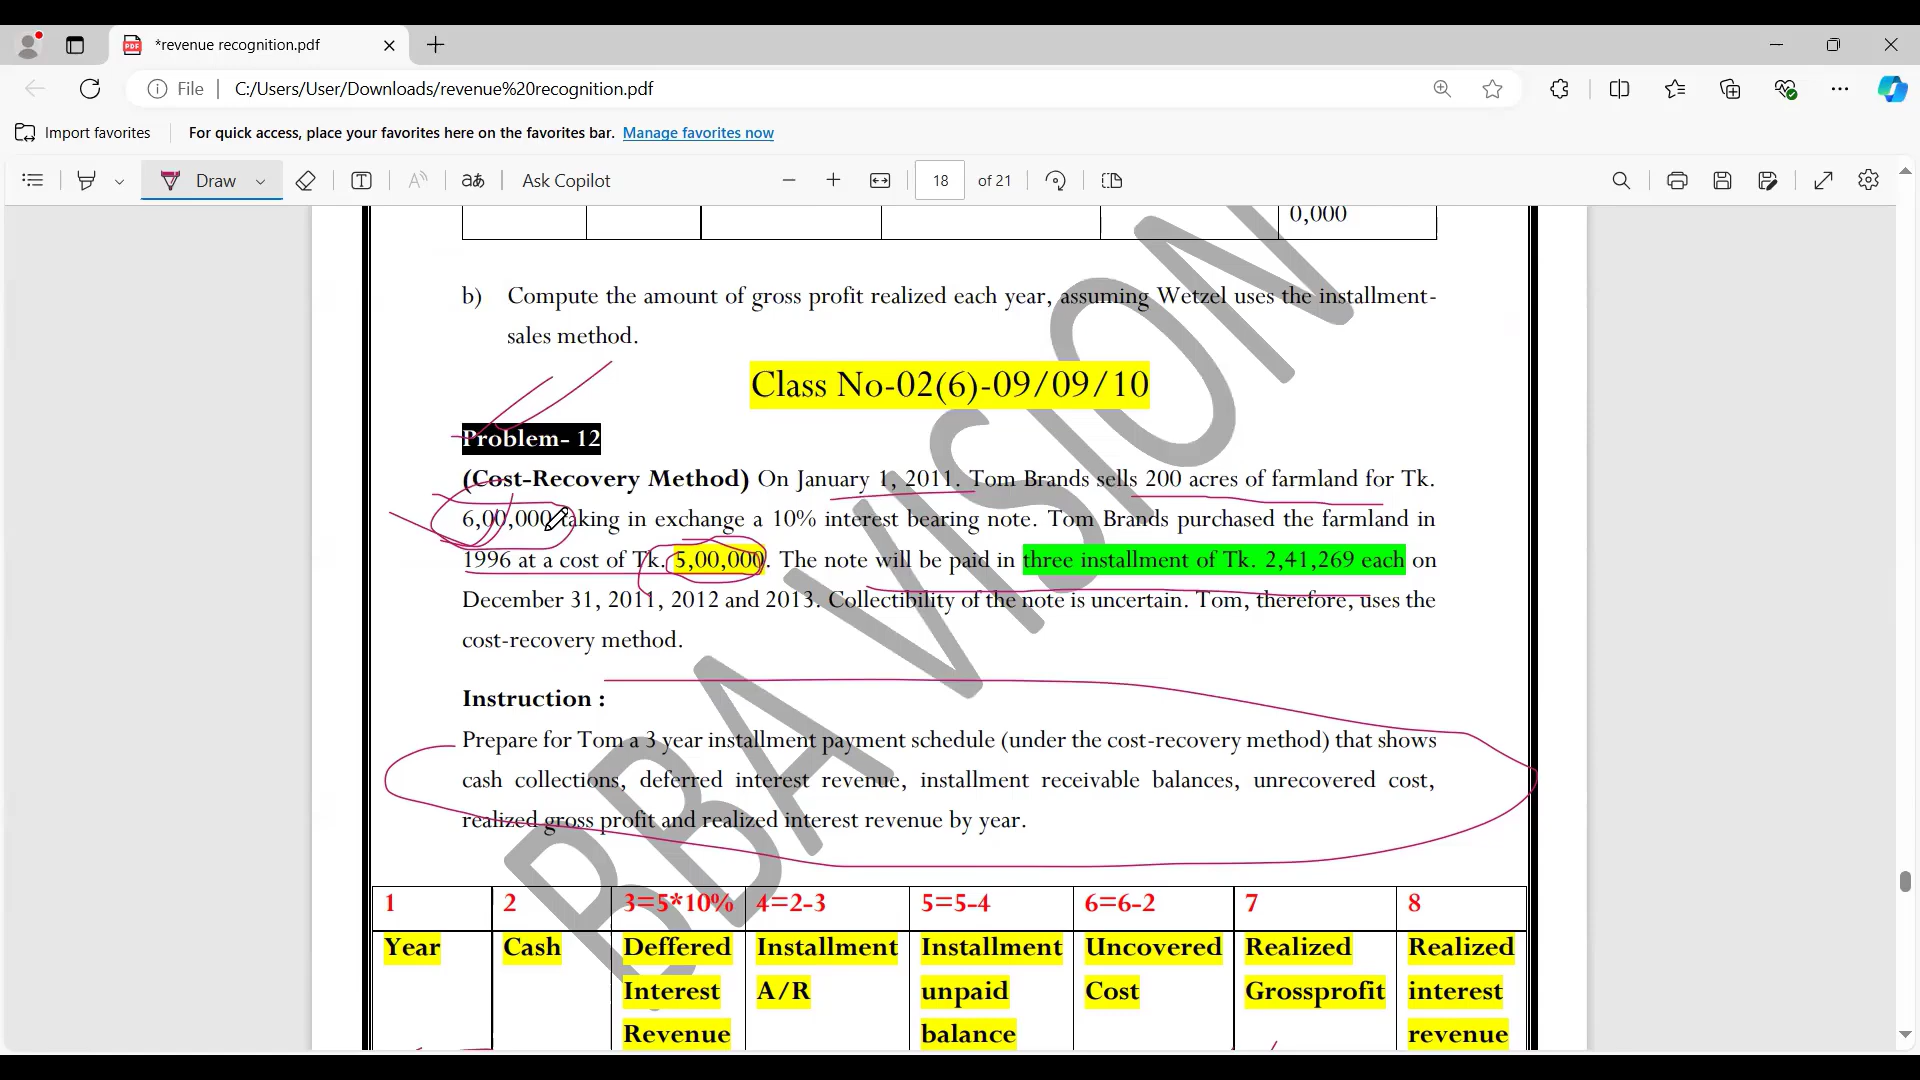 *revenue recognition.pdf
File C:/Users/User/Downloads/revenue%20recognition.pdf
Import favorites For quick access, place your favorites here on the favorites bar. Manage favorites now
Draw Ask Copilot 18 of 21
0,000
b) Compute the amount of gross profit realized each year, assuming Wetzel uses the installment-
sales method.
Class No-02(6)-09/09/10
Problem- 12
(Cost-Recovery Method) On January 1, 2011. Tom Brands sells 200 acres of farmland for Tk.
6,00,000 taking in exchange a 10% interest bearing note. Tom Brands purchased the farmland in
1996 at a cost of Tk. 5,00,000. The note will be paid in three installment of Tk. 2,41,269 each on
December 31, 2011, 2012 and 2013. Collectibility of the note is uncertain. Tom, therefore, uses the
cost-recovery method.
Instruction :
Prepare for Tom a 3 year installment payment schedule (under the cost-recovery method) that shows
cash collections, deferred interest revenue, installment receivable balances, unrecovered cost,
realized gross profit and realized interest revenue by year.
1 2 3=5*10% 4=2-3 5=5-4 6=6-2 7 8
Year Cash Deffered Installment Installment Uncovered Realized Realized
Interest A/R unpaid Cost Grossprofit interest
Revenue balance revenue
BBA VISION